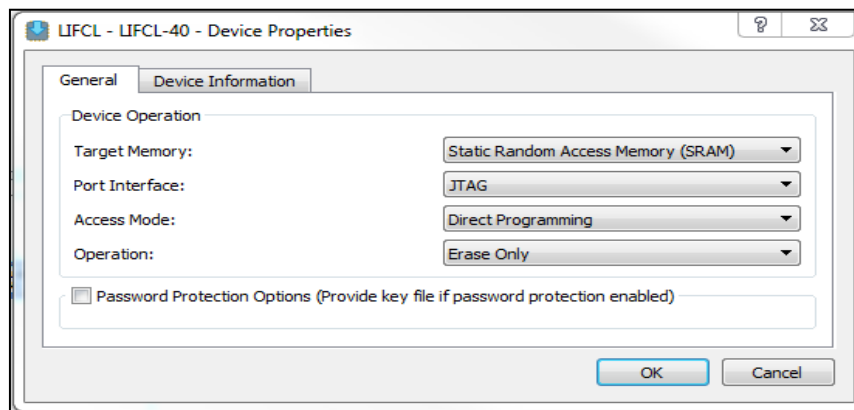 LIFCL - LIFCL-40 - Device Properties
General Device Information
Device Operation
Target Memory: Static Random Access Memory (SRAM)
Port Interface: JTAG
Access Mode: Direct Programming
Operation: Erase Only
Password Protection Options (Provide key file if password protection enabled)
OK Cancel